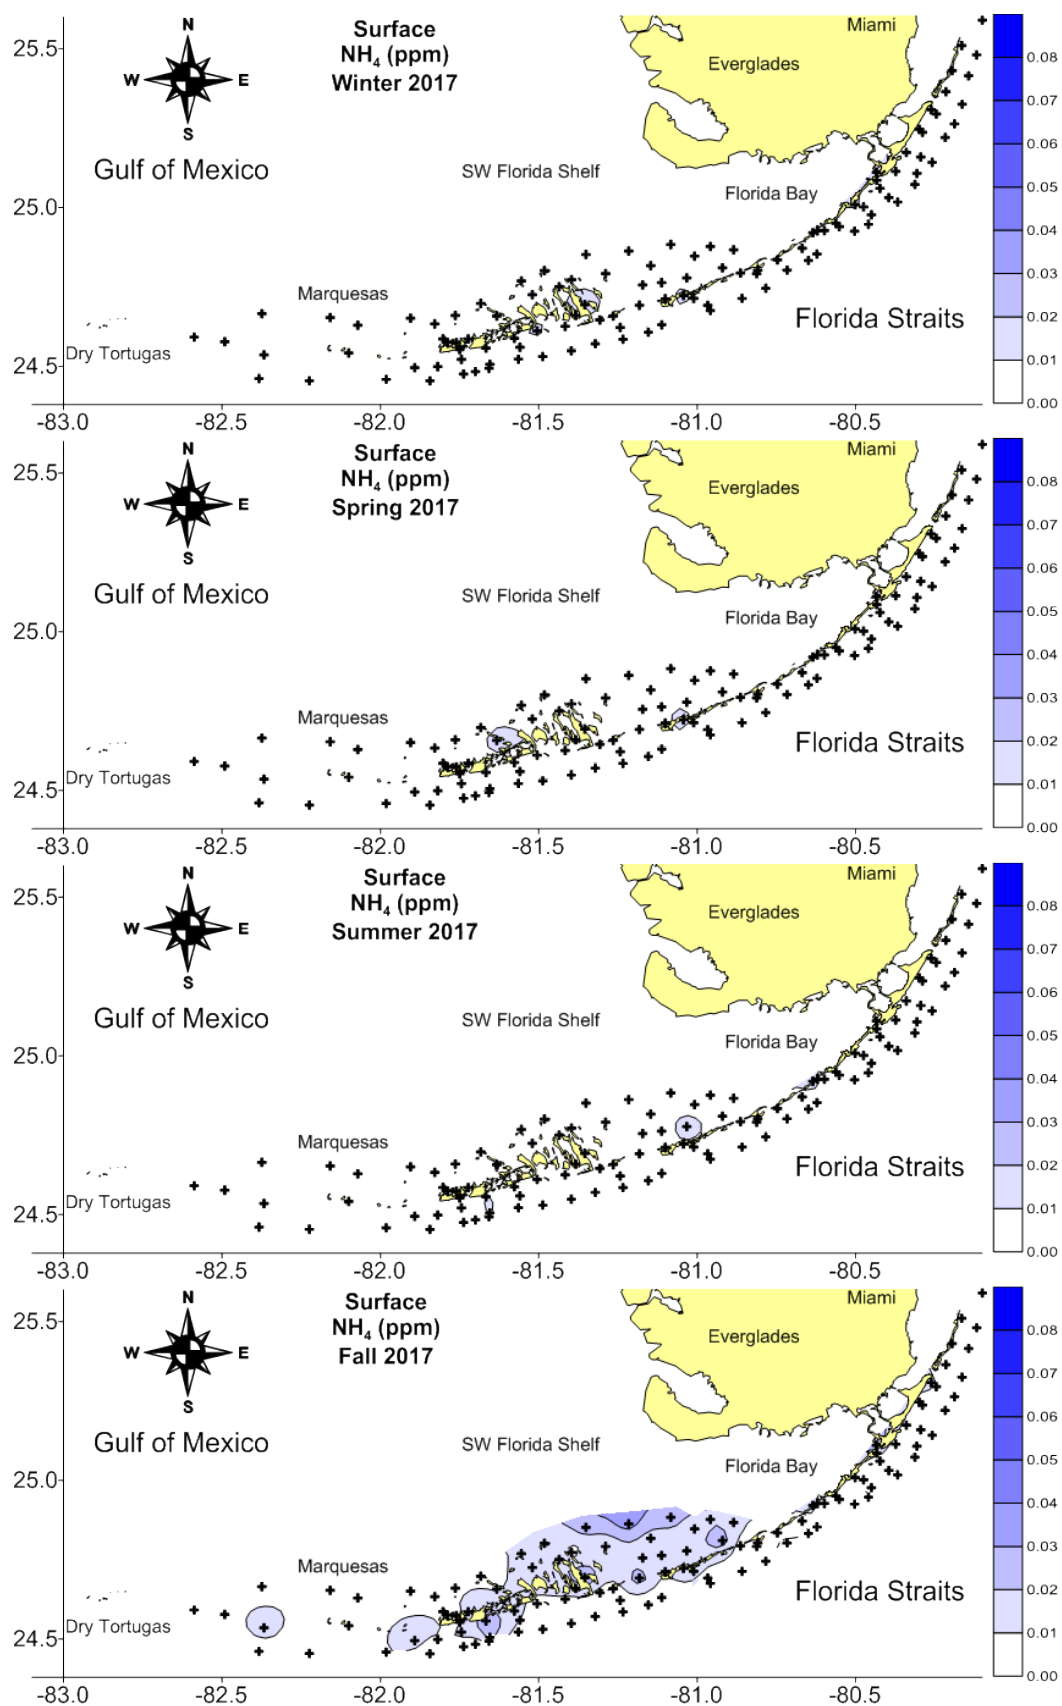 Surface
NH₄ (ppm)
Winter 2017
N
W E
S
Gulf of Mexico
SW Florida Shelf
Everglades
Miami
Florida Bay
Marquesas
Dry Tortugas
Florida Straits
25.5
25.0
24.5
-83.0 -82.5 -82.0 -81.5 -81.0 -80.5
0.08
0.07
0.06
0.05
0.04
0.03
0.02
0.01
0.00
Surface
NH₄ (ppm)
Spring 2017
N
W E
S
Gulf of Mexico
SW Florida Shelf
Everglades
Miami
Florida Bay
Marquesas
Dry Tortugas
Florida Straits
25.5
25.0
24.5
-83.0 -82.5 -82.0 -81.5 -81.0 -80.5
0.08
0.07
0.06
0.05
0.04
0.03
0.02
0.01
0.00
Surface
NH₄ (ppm)
Summer 2017
N
W E
S
Gulf of Mexico
SW Florida Shelf
Everglades
Miami
Florida Bay
Marquesas
Dry Tortugas
Florida Straits
25.5
25.0
24.5
-83.0 -82.5 -82.0 -81.5 -81.0 -80.5
0.08
0.07
0.06
0.05
0.04
0.03
0.02
0.01
0.00
Surface
NH₄ (ppm)
Fall 2017
N
W E
S
Gulf of Mexico
SW Florida Shelf
Everglades
Miami
Florida Bay
Marquesas
Dry Tortugas
Florida Straits
25.5
25.0
24.5
-83.0 -82.5 -82.0 -81.5 -81.0 -80.5
0.08
0.07
0.06
0.05
0.04
0.03
0.02
0.01
0.00